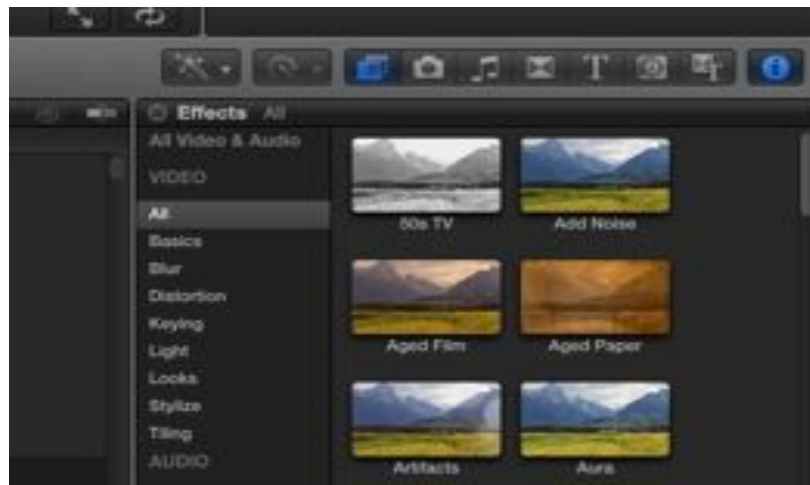 Effects All
All Video & Audio
VIDEO
All
Basics
Blur
Distortion
Keying
Light
Looks
Stylize
Tiling
AUDIO
50s TV
Add Noise
Aged Film
Aged Paper
Artifacts
Aura